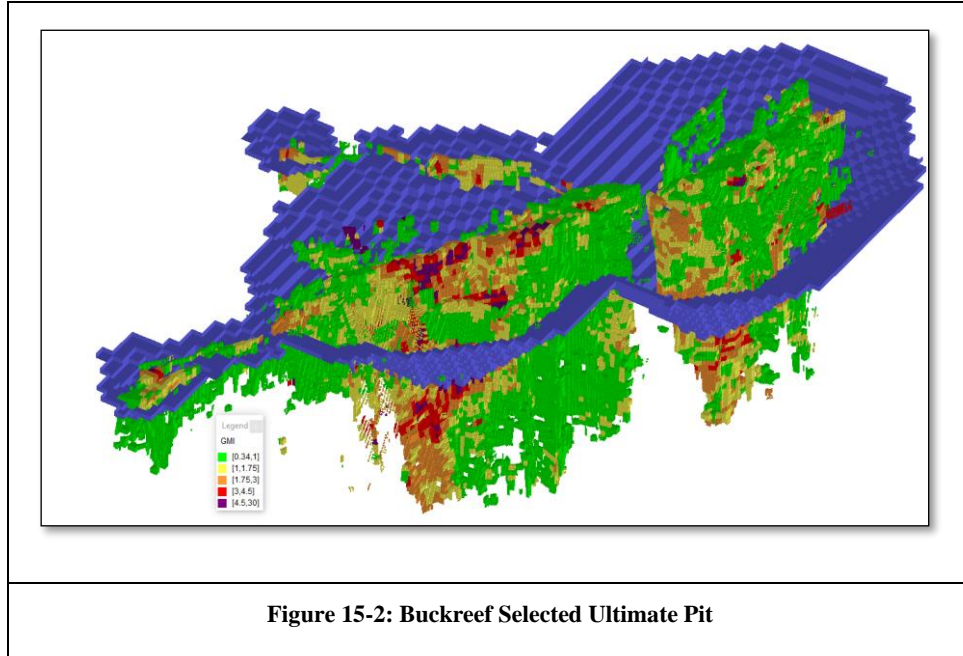 Legend
GMI
[0.34,1]
[1,1.75]
[1.75,3]
[3,4.5]
[4.5,30]
Figure 15-2: Buckreef Selected Ultimate Pit